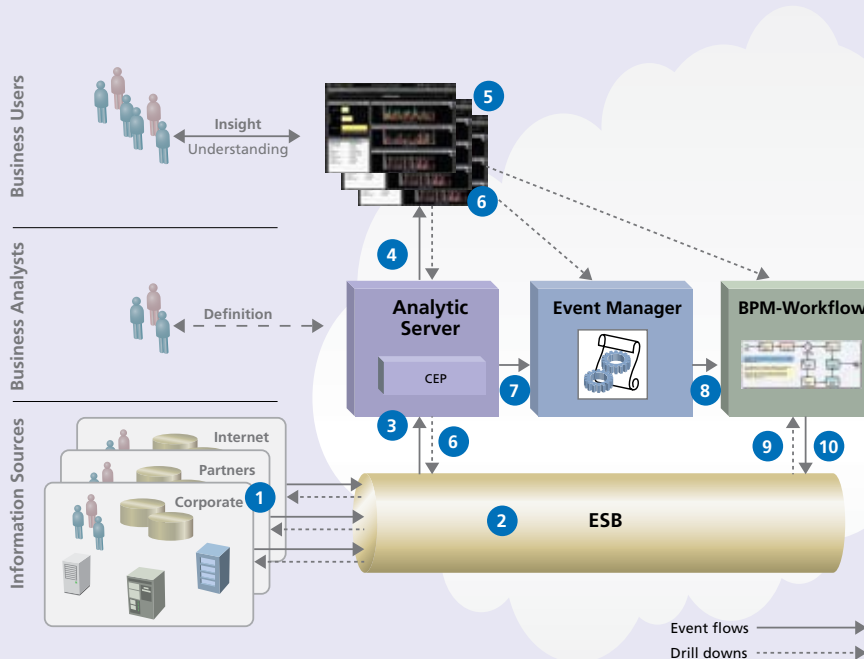 Business Users
5
Insight
Understanding
6
4
Business Analysts
Definition
Analytic
Server
CEP
Event Manager
BPM-Workflow
7
8
3
6
9
10
Information Sources
Internet
Partners
Corporate
1
2
ESB
Event flows
Drill downs